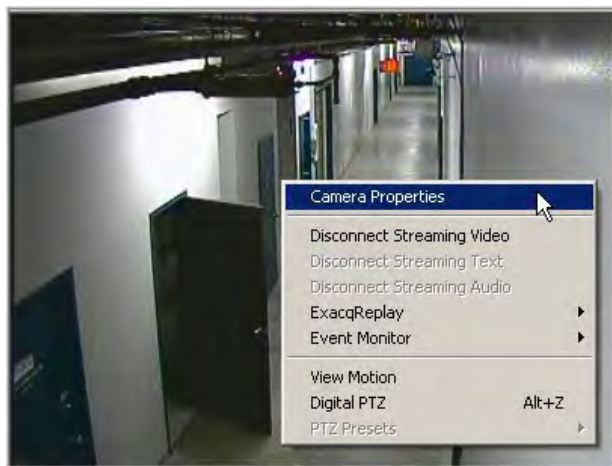 Camera Properties
Disconnect Streaming Video
Disconnect Streaming Text
Disconnect Streaming Audio
ExacqReplay
Event Monitor
View Motion
Digital PTZ Alt+Z
PTZ Presets